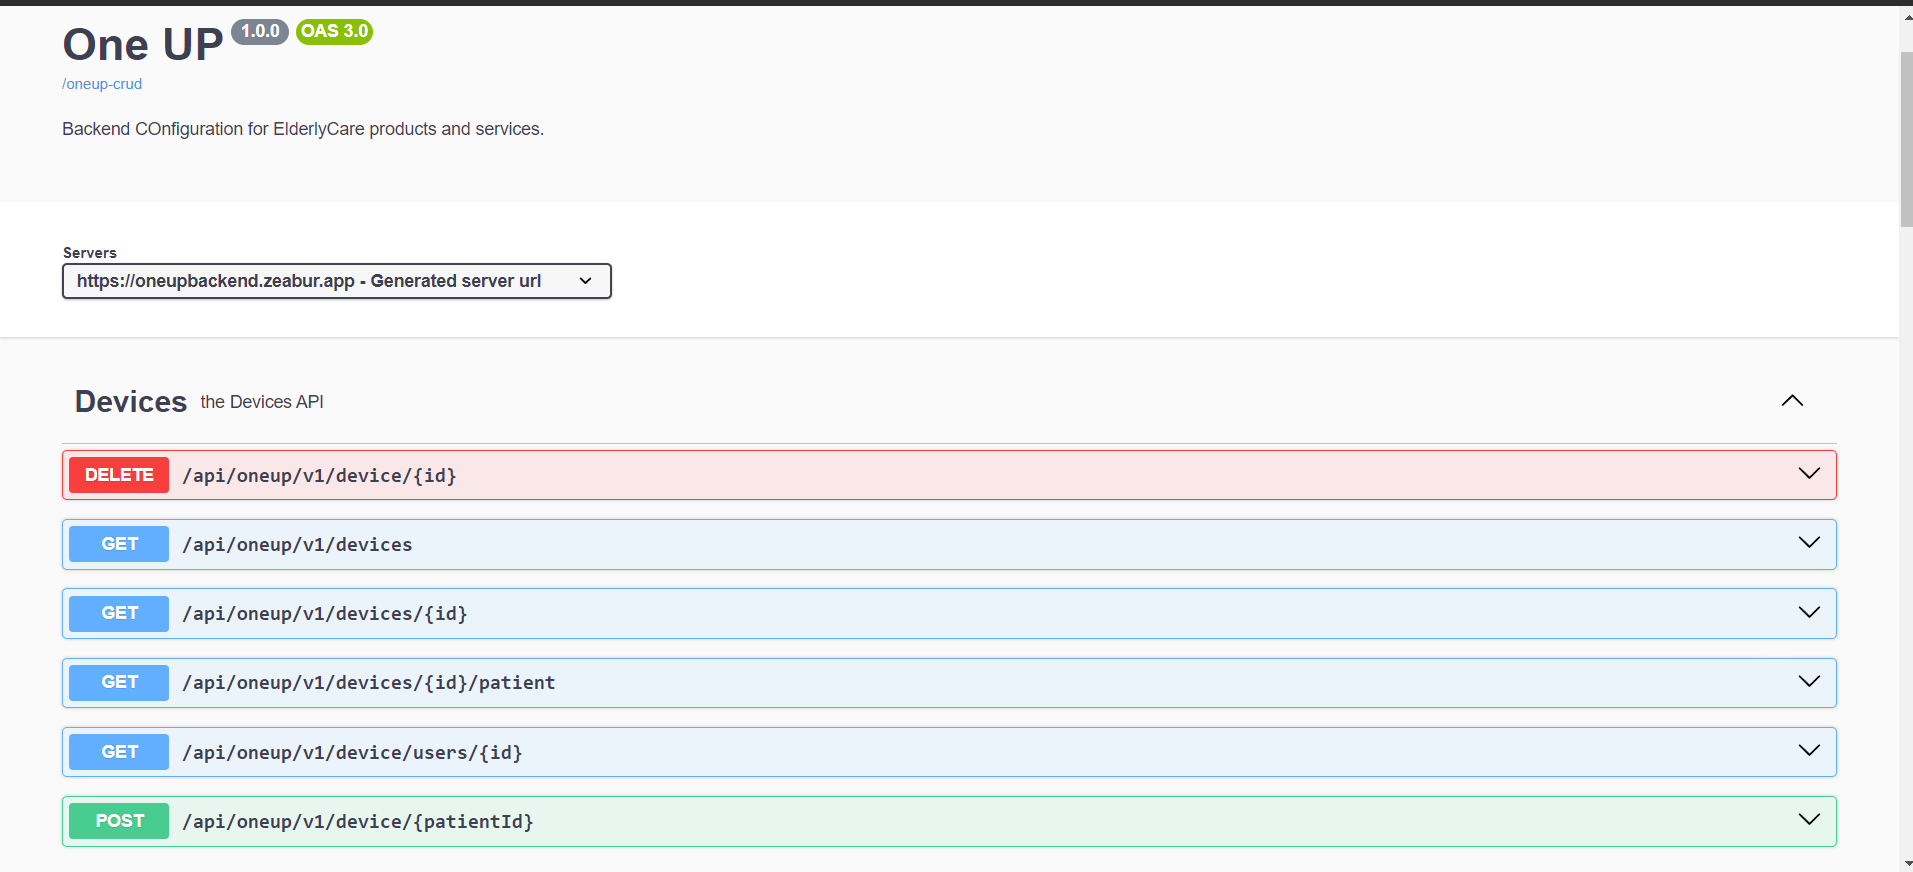 One UP 1.0.0 OAS 3.0
/oneup-crud
Backend COnfiguration for ElderlyCare products and services.
Servers
https://oneupbackend.zeabur.app - Generated server url
Devices the Devices API
DELETE /api/oneup/v1/device/{id}
GET /api/oneup/v1/devices
GET /api/oneup/v1/devices/{id}
GET /api/oneup/v1/devices/{id}/patient
GET /api/oneup/v1/device/users/{id}
POST /api/oneup/v1/device/{patientId}